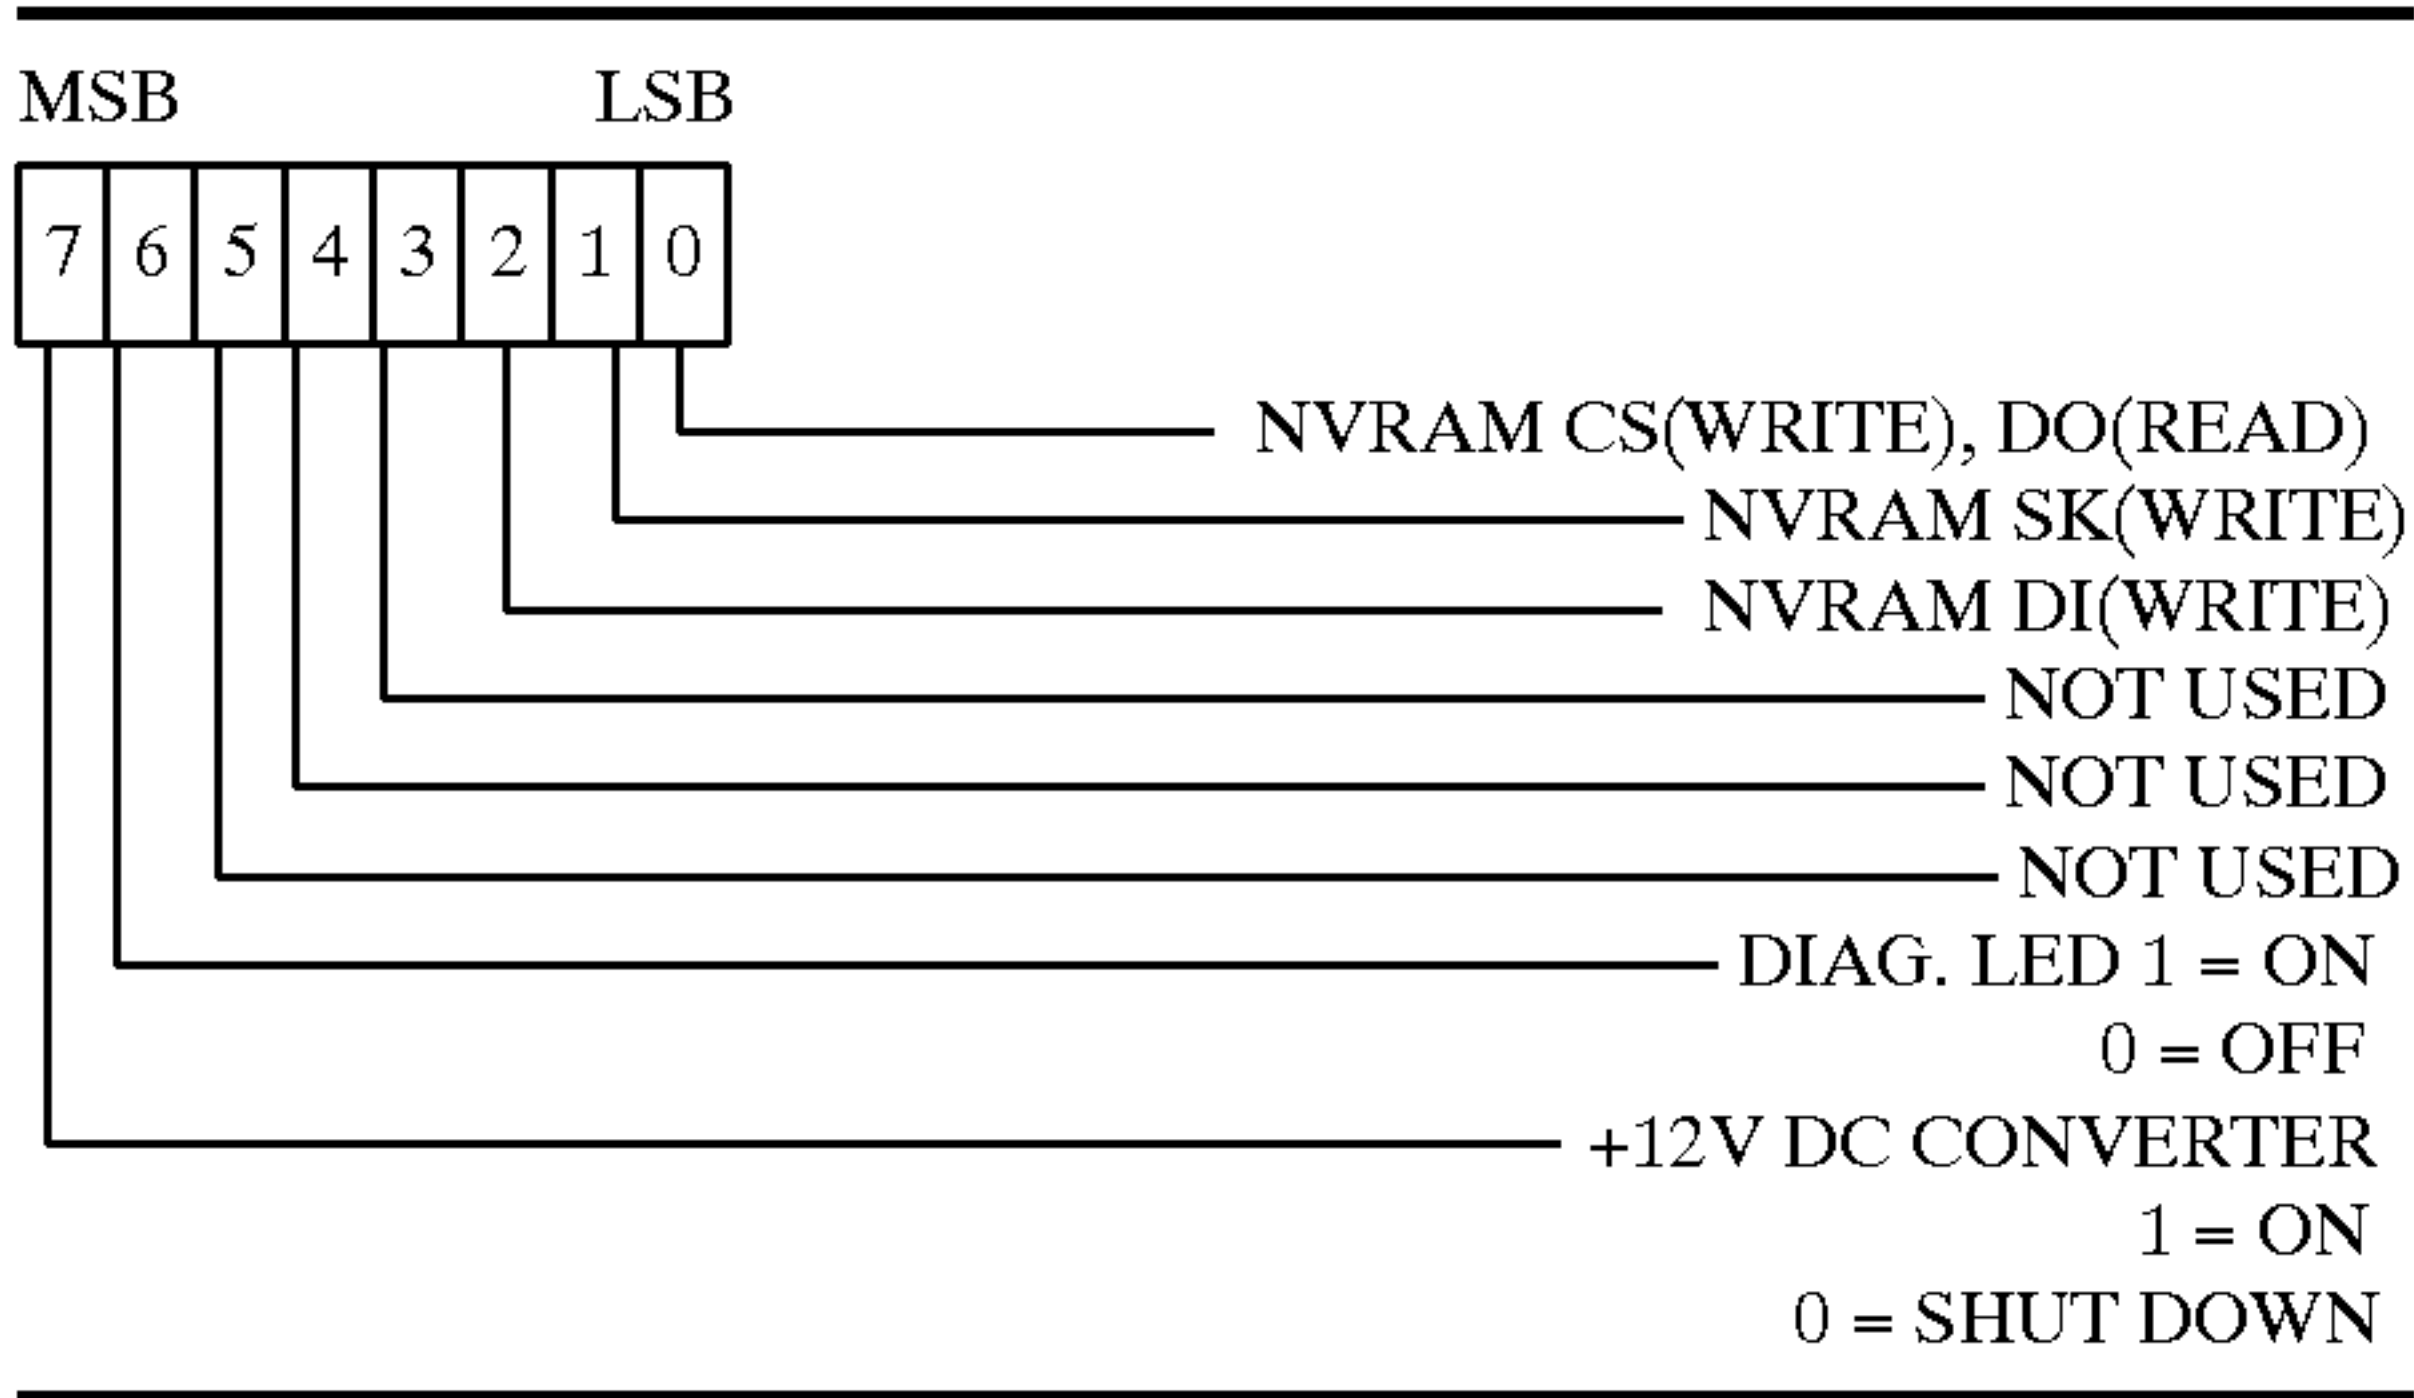 MSB LSB
7 6 5 4 3 2 1 0
NVRAM CS(WRITE), DO(READ)
NVRAM SK(WRITE)
NVRAM DI(WRITE)
NOT USED
NOT USED
NOT USED
DIAG. LED 1 = ON
0 = OFF
+12V DC CONVERTER
1 = ON
0 = SHUT DOWN